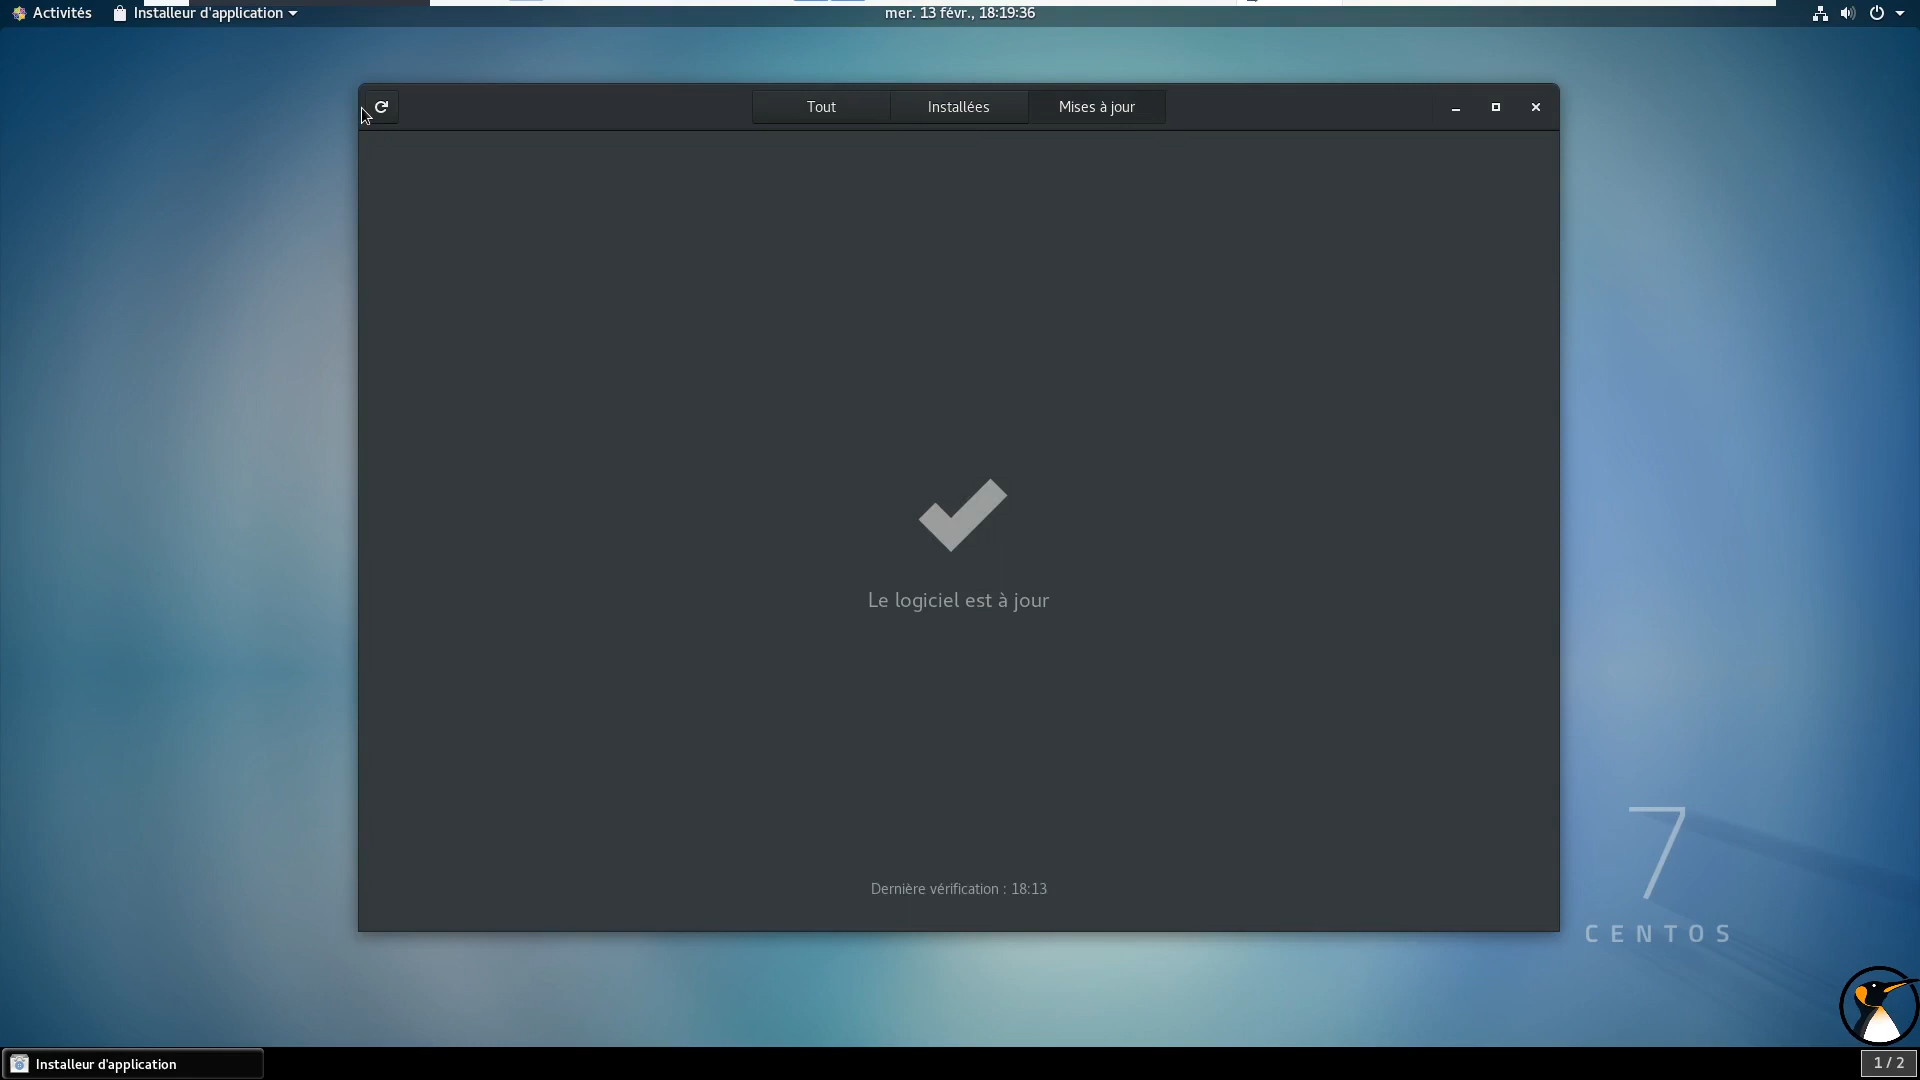 Activités
Installeur d'application
mer. 13 févr., 18:19:36
Tout
Installées
Mises à jour
Le logiciel est à jour
Dernière vérification : 18:13
7
CENTOS
Installeur d'application
1 / 2